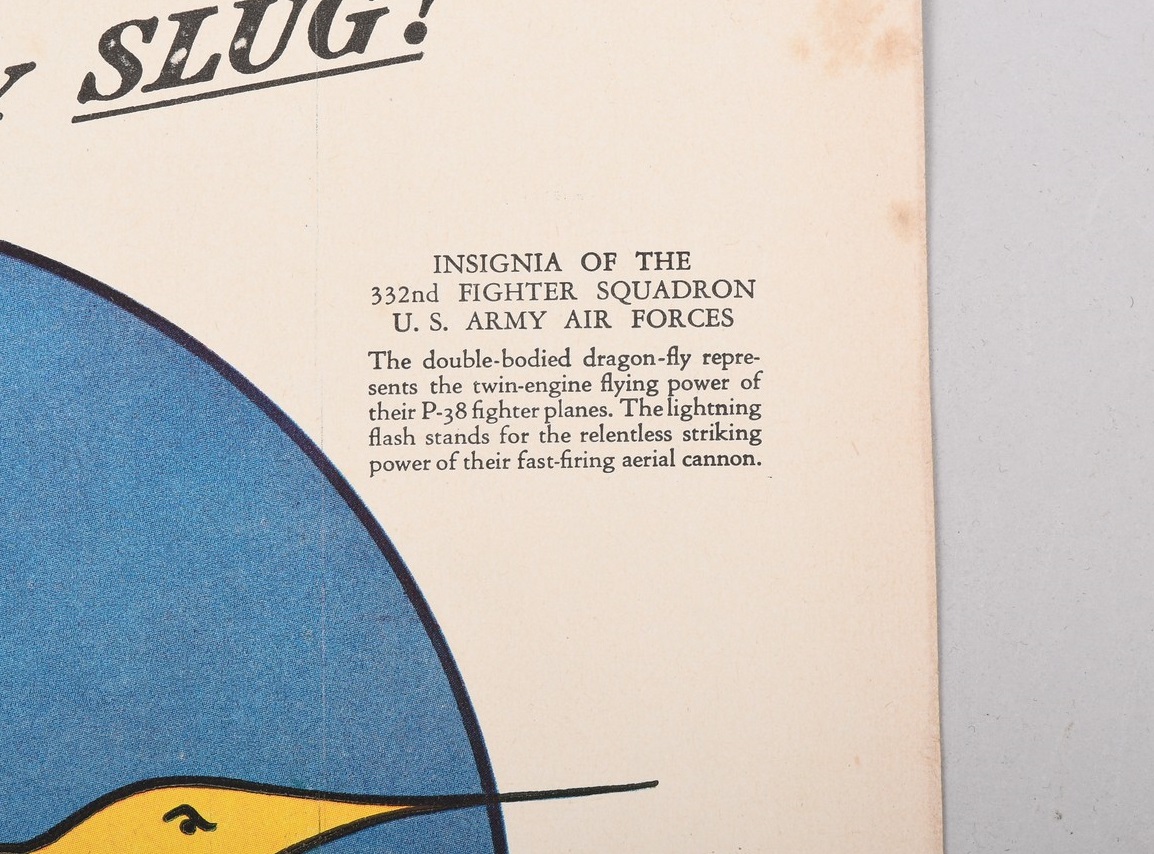 SLUG!
INSIGNIA OF THE
332nd FIGHTER SQUADRON
U. S. ARMY AIR FORCES
The double-bodied dragon-fly repre-
sents the twin-engine flying power of
their P-38 fighter planes. The lightning
flash stands for the relentless striking
power of their fast-firing aerial cannon.